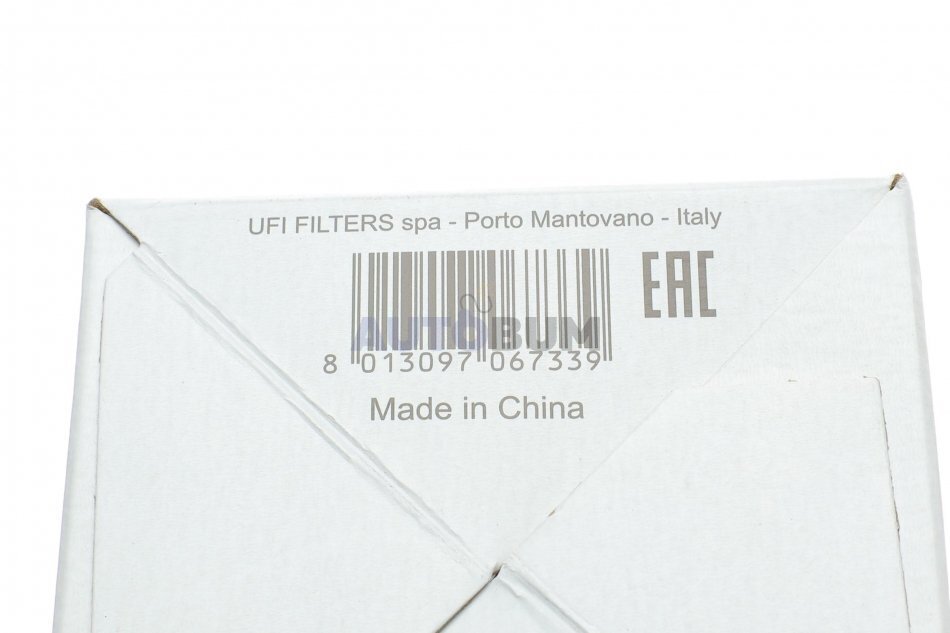 UFI FILTERS spa - Porto Mantovano - Italy
EAC
AUTOBUM
8 013097 067339
Made in China